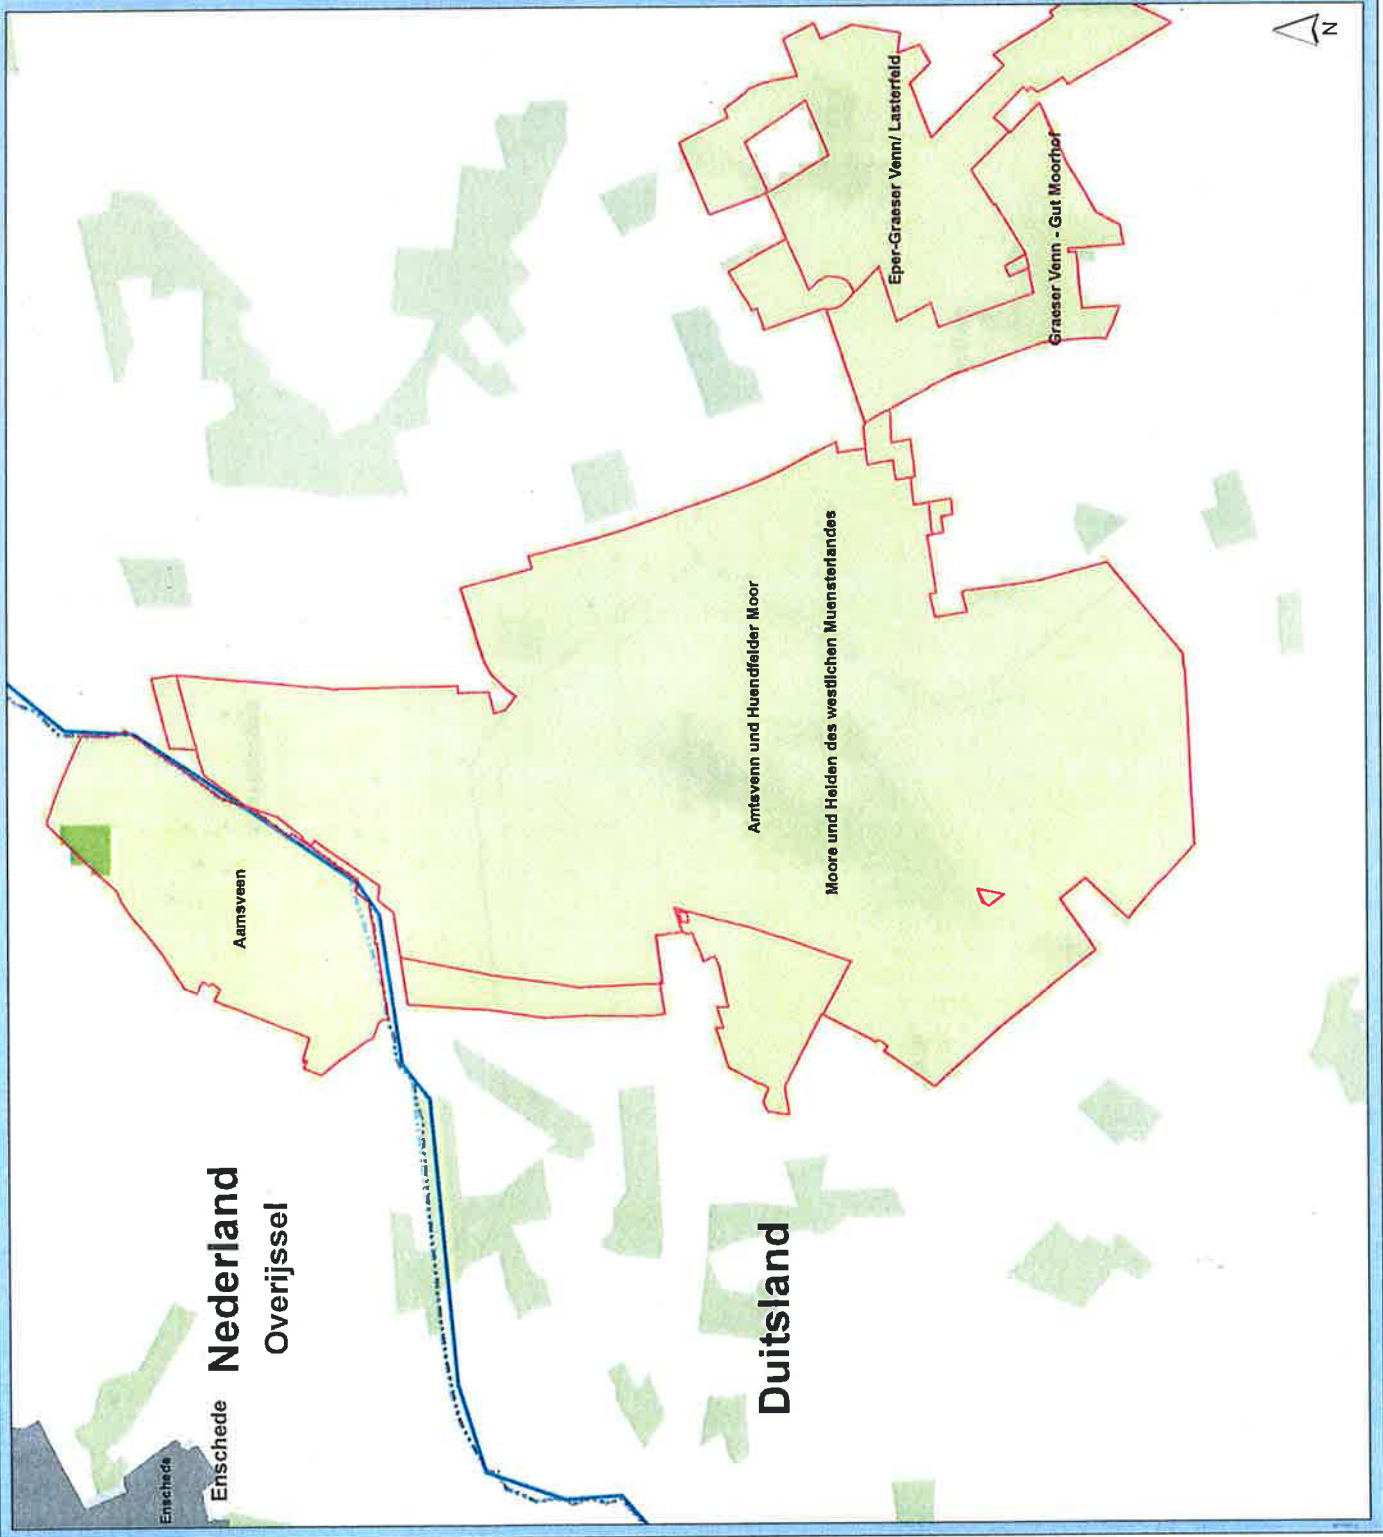 Enschede
Enschede
Nederland
Overijssel
Aamsveen
Amtsvenn und Huendfelder Moor
Moore und Heiden des westlichen Muensterlandes
Duitsland
Eper-Graeser Venn/ Lasterfeld
Graeser Venn - Gut Moorhof
N